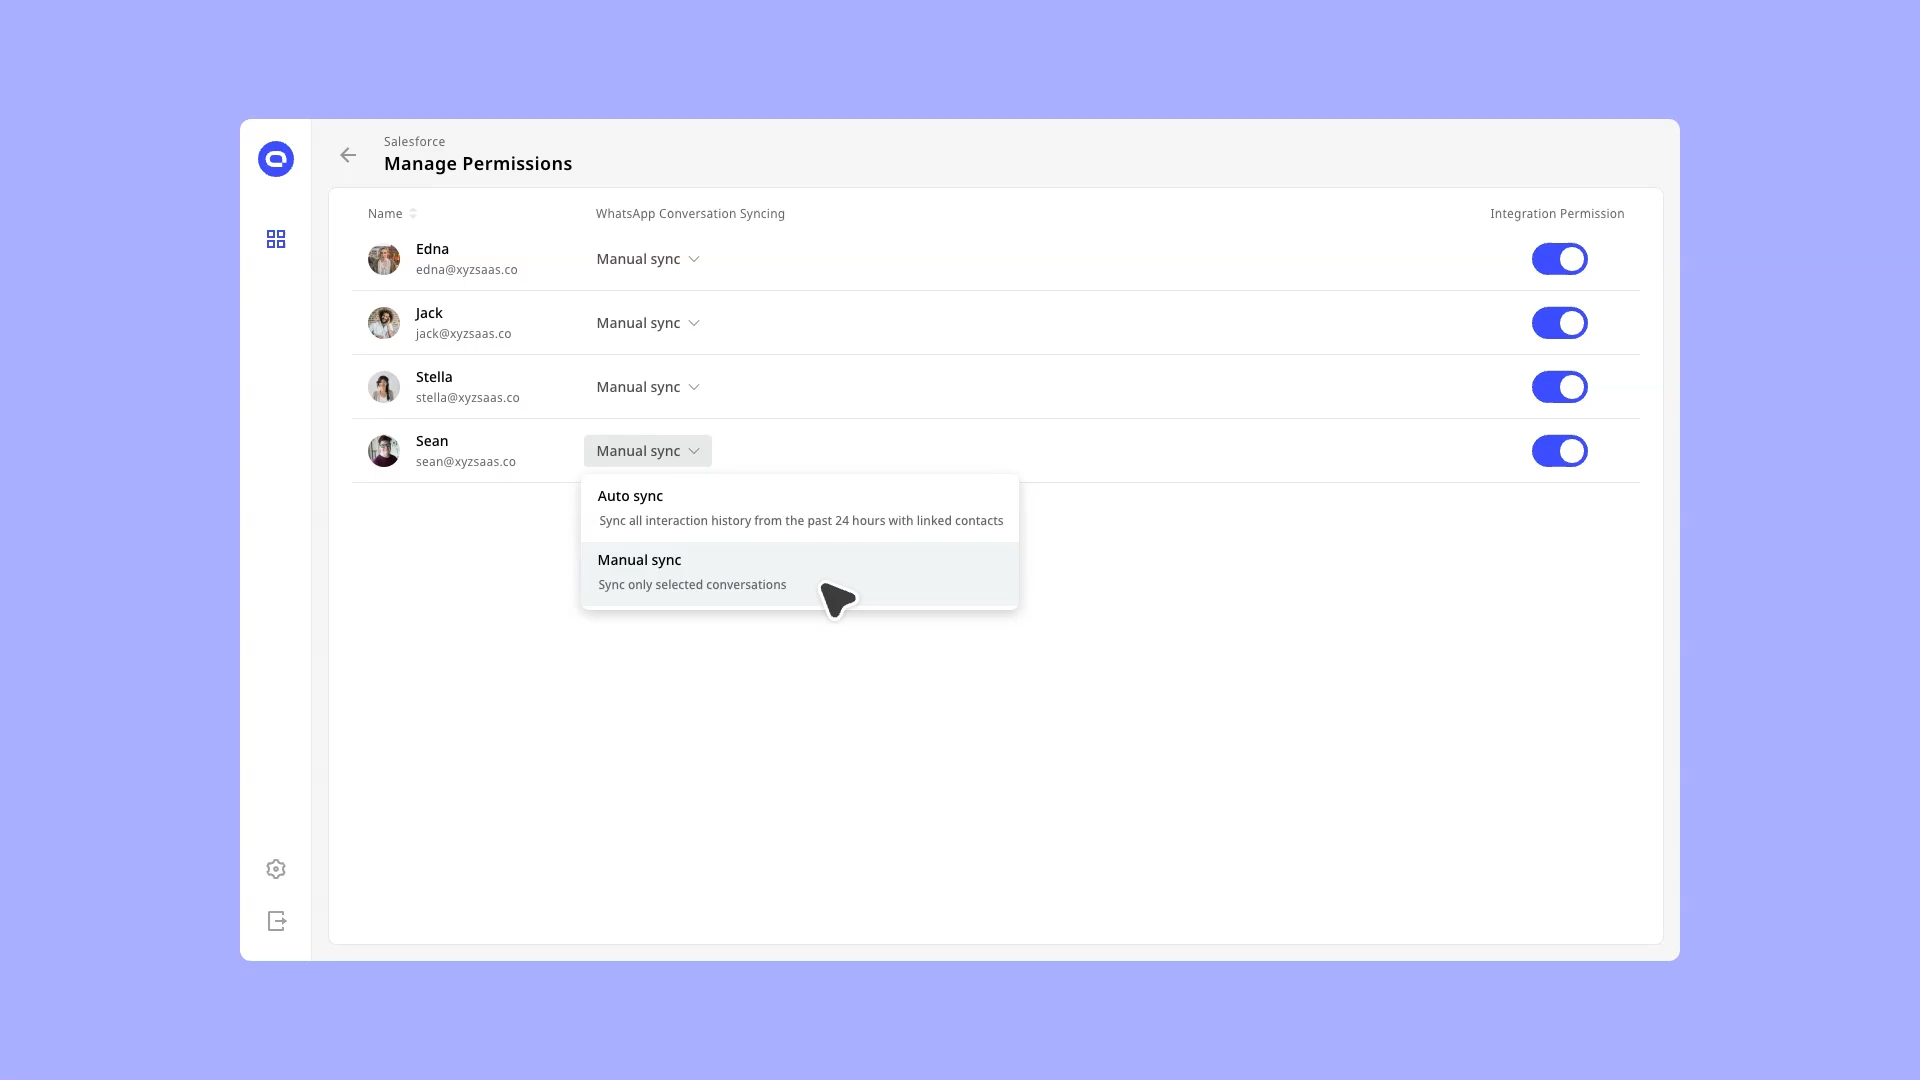 Salesforce
Manage Permissions
Name WhatsApp Conversation Syncing Integration Permission
Edna
edna@xyzsaas.co
Manual sync
Jack
jack@xyzsaas.co
Manual sync
Stella
stella@xyzsaas.co
Manual sync
Sean
sean@xyzsaas.co
Manual sync
Auto sync
Sync all interaction history from the past 24 hours with linked contacts
Manual sync
Sync only selected conversations